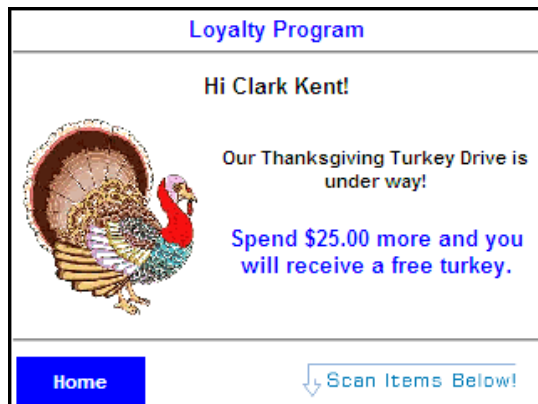 Loyalty Program
Hi Clark Kent!
Our Thanksgiving Turkey Drive is
under way!
Spend $25.00 more and you
will receive a free turkey.
Home
Scan Items Below!